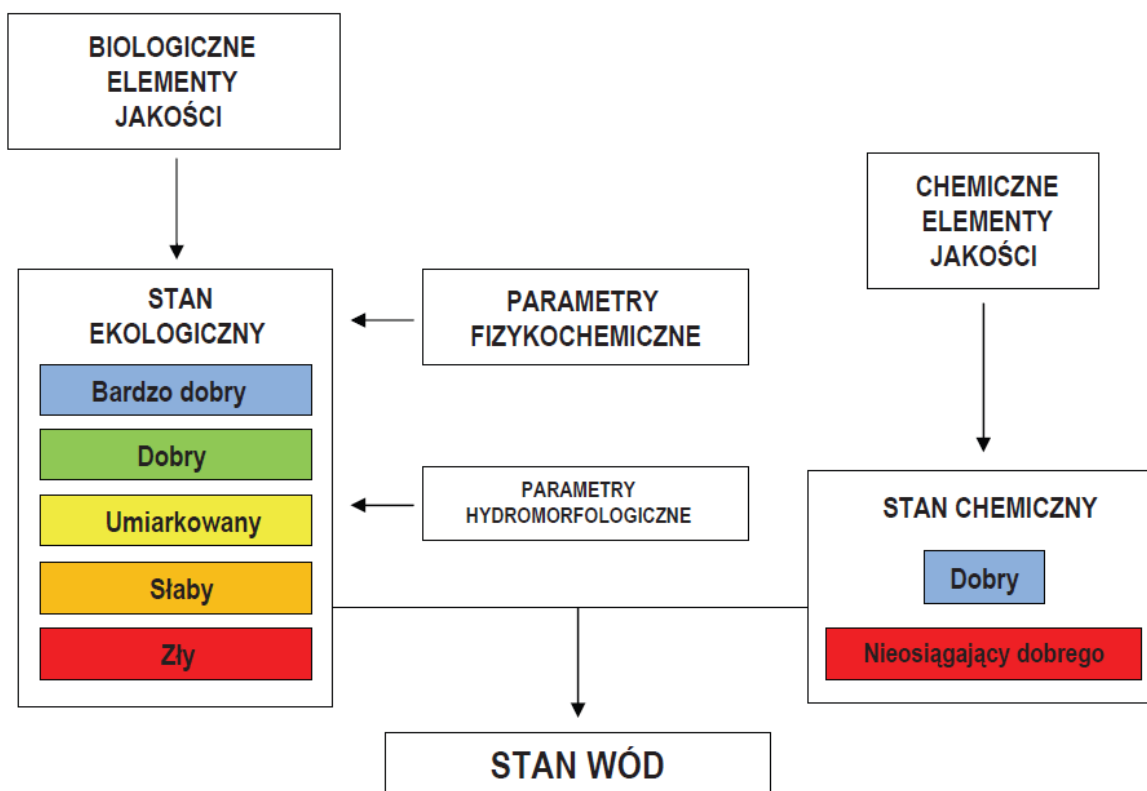 BIOLOGICZNE
ELEMENTY
JAKOŚCI
CHEMICZNE
ELEMENTY
JAKOŚCI
STAN
EKOLOGICZNY
Bardzo dobry
Dobry
Umiarkowany
Słaby
Zły
PARAMETRY
FIZYKOCHEMICZNE
PARAMETRY
HYDROMORFOLOGICZNE
STAN CHEMICZNY
Dobry
Nieosiągający dobrego
STAN WÓD